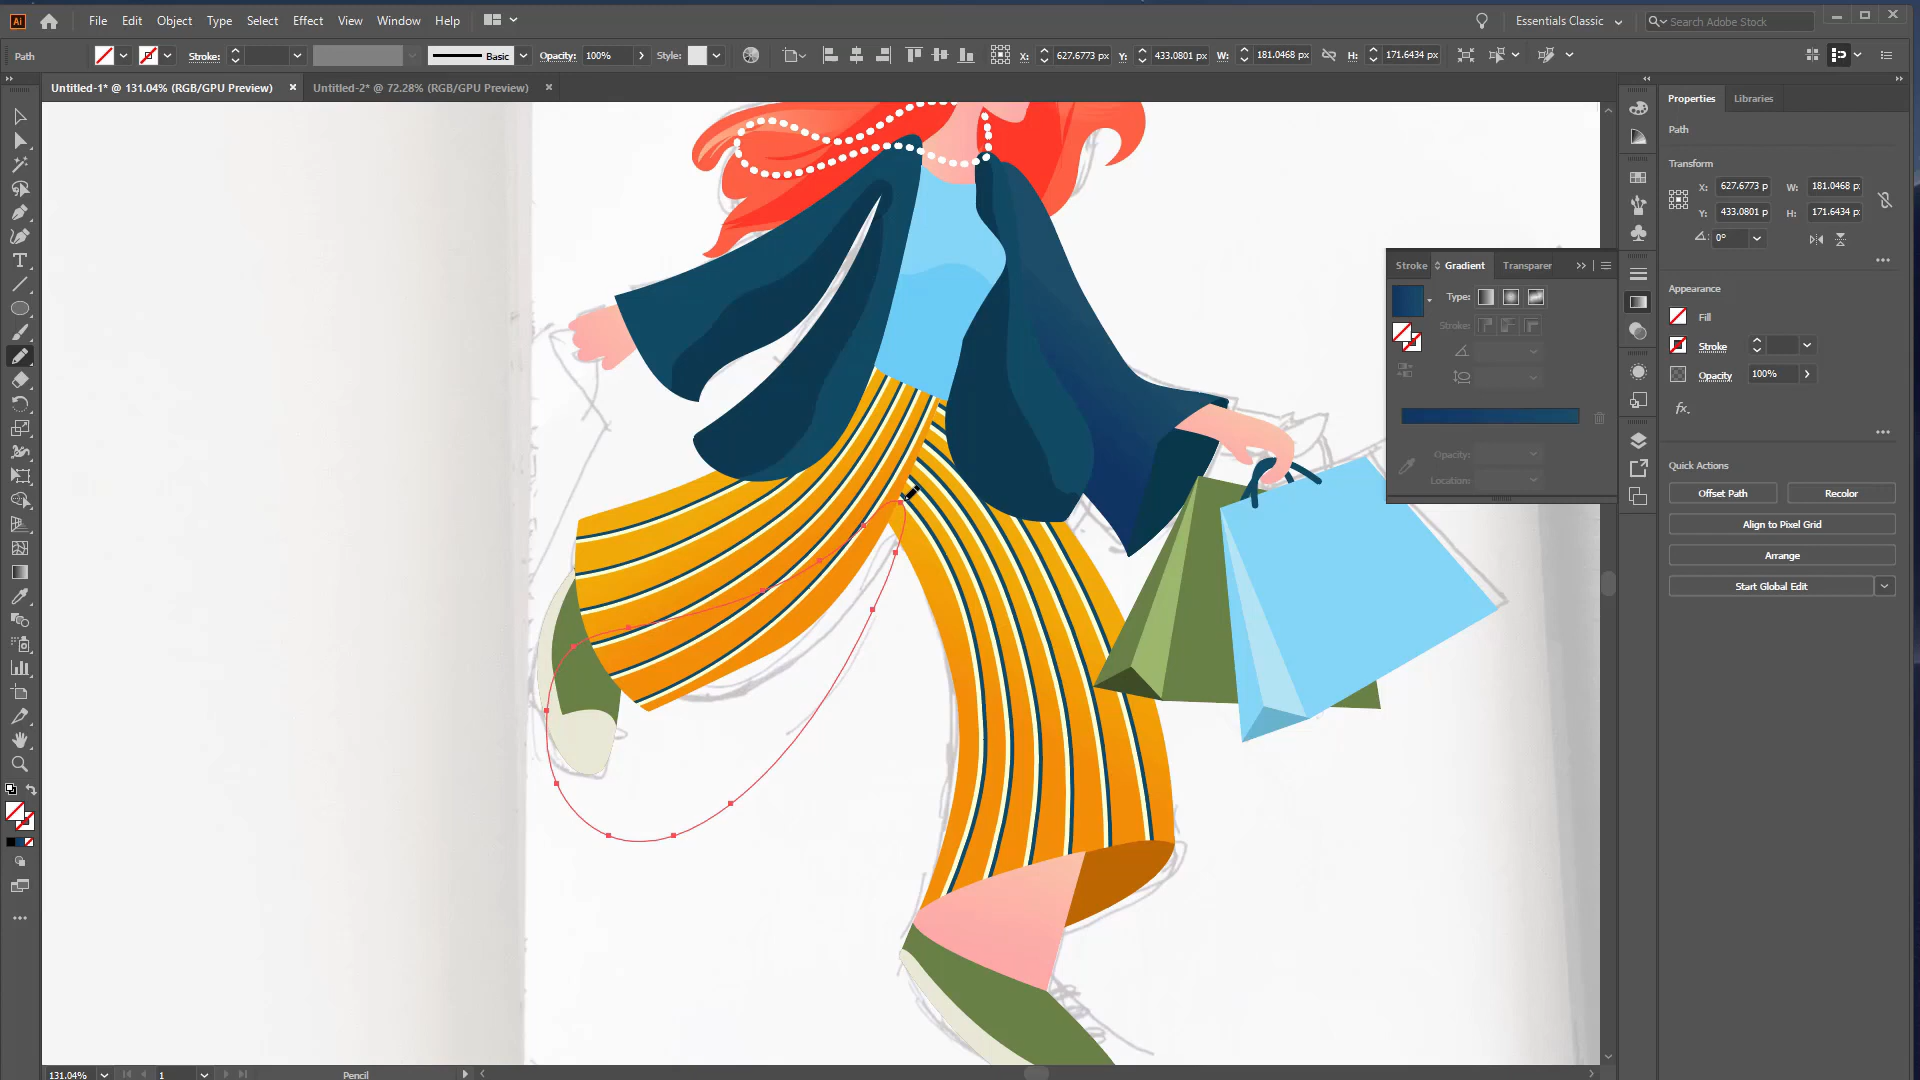 Ai File Edit Object Type Select Effect View Window Help Essentials Classic Search Adobe Stock
Path Stroke: Basic Opacity: 100% Style: X: 627.6773 px Y: 433.0801 px W: 181.0468 px H: 171.6434 px
Untitled-1* @ 131.04% (RGB/GPU Preview) × Untitled-2* @ 72.28% (RGB/GPU Preview) ×
Properties Libraries
Path
Transform
X: 627.6773 p W: 181.0468 p
Y: 433.0801 p H: 171.6434 p
0°
Appearance
Fill
Stroke
Opacity 100%
fx.
Quick Actions
Offset Path Recolor
Align to Pixel Grid
Arrange
Start Global Edit
Stroke Gradient Transparer
Type:
Stroke:
Opacity:
Location:
131.04% 1 Pencil